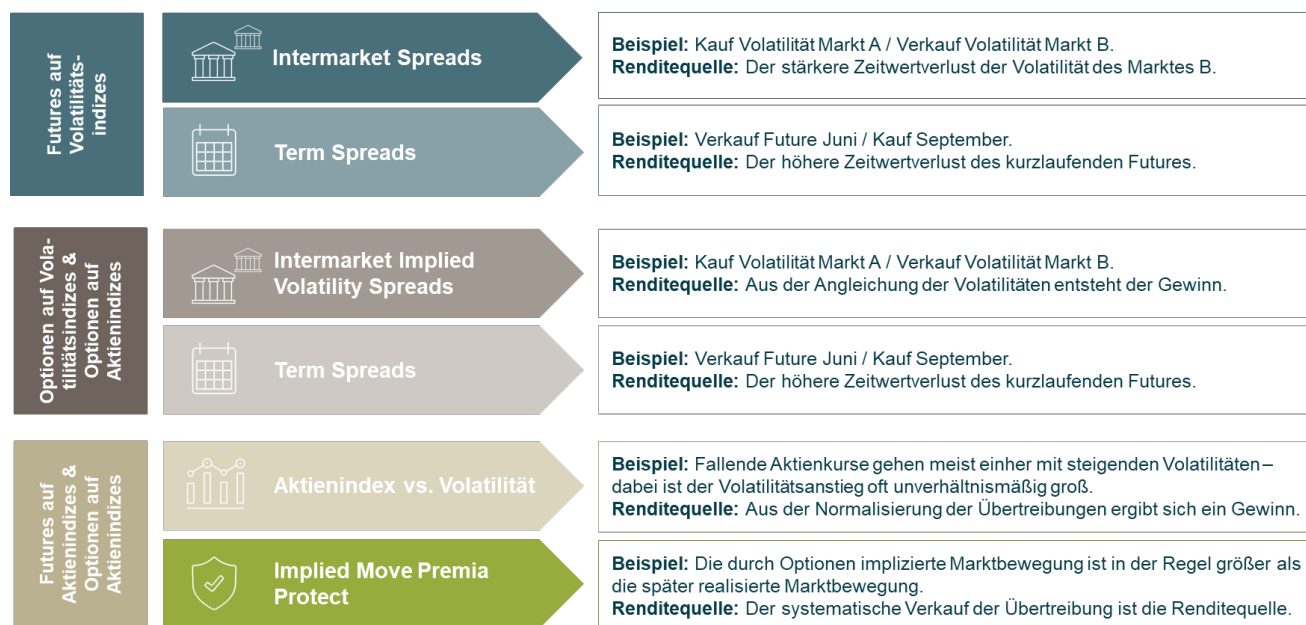 Futures auf
Volatilitäts-
indizes
Intermarket Spreads
Beispiel: Kauf Volatilität Markt A / Verkauf Volatilität Markt B.
Renditequelle: Der stärkere Zeitwertverlust der Volatilität des Marktes B.
Term Spreads
Beispiel: Verkauf Future Juni / Kauf September.
Renditequelle: Der höhere Zeitwertverlust des kurzlaufenden Futures.
Optionen auf Vola-
tilitätsindizes &
Optionen auf
Aktienindizes
Intermarket Implied
Volatility Spreads
Beispiel: Kauf Volatilität Markt A / Verkauf Volatilität Markt B.
Renditequelle: Aus der Angleichung der Volatilitäten entsteht der Gewinn.
Term Spreads
Beispiel: Verkauf Future Juni / Kauf September.
Renditequelle: Der höhere Zeitwertverlust des kurzlaufenden Futures.
Futures auf
Aktienindizes &
Optionen auf
Aktienindizes
Aktienindex vs. Volatilität
Beispiel: Fallende Aktienkurse gehen meist einher mit steigenden Volatilitäten –
dabei ist der Volatilitätsanstieg oft unverhältnismäßig groß.
Renditequelle: Aus der Normalisierung der Übertreibungen ergibt sich ein Gewinn.
Implied Move Premia
Protect
Beispiel: Die durch Optionen implizierte Marktbewegung ist in der Regel größer als
die später realisierte Marktbewegung.
Renditequelle: Der systematische Verkauf der Übertreibung ist die Renditequelle.